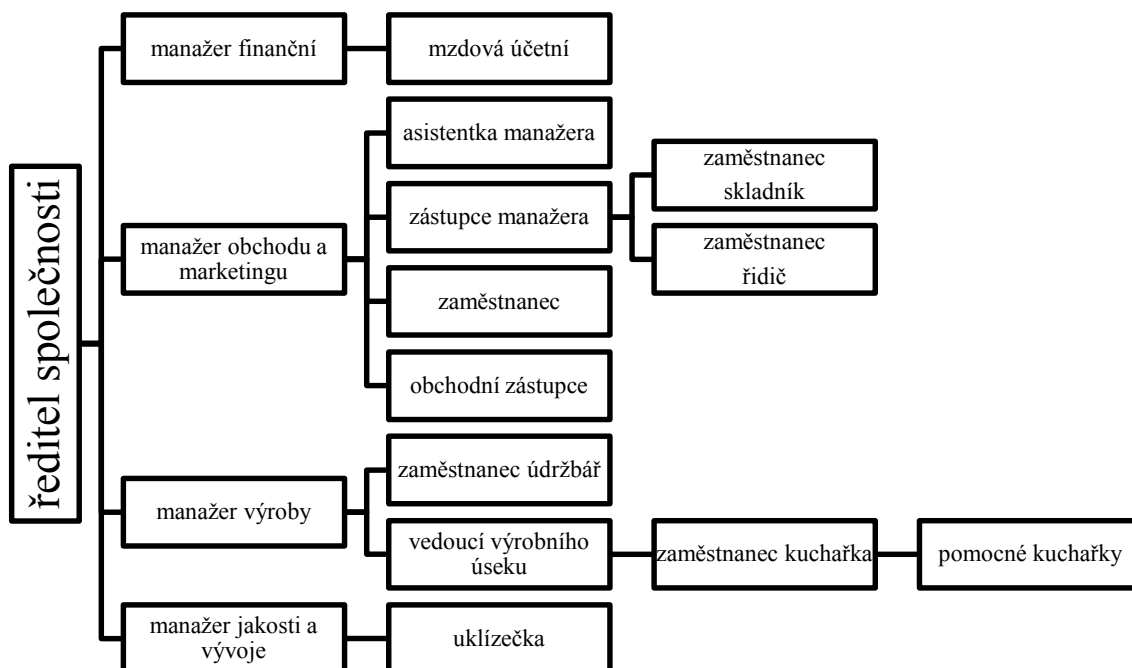 ředitel společnosti
manažer finanční
mzdová účetní
manažer obchodu a
marketingu
asistentka manažera
zástupce manažera
zaměstnanec
skladník
zaměstnanec
řidič
zaměstnanec
obchodní zástupce
manažer výroby
zaměstnanec údržbář
vedoucí výrobního
úseku
zaměstnanec kuchařka
pomocné kuchařky
manažer jakosti a
vývoje
uklízečka